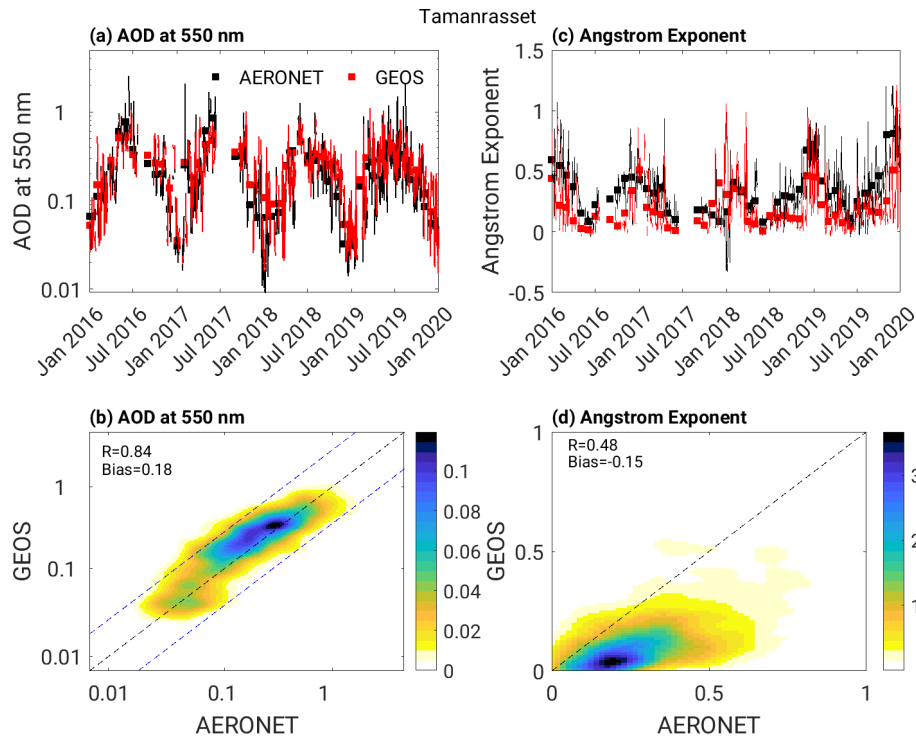 Tamanrasset
(a) AOD at 550 nm
AERONET
GEOS
AOD at 550 nm
1
0.1
0.01
Jan 2016
Jul 2016
Jan 2017
Jul 2017
Jan 2018
Jul 2018
Jan 2019
Jul 2019
Jan 2020
(c) Angstrom Exponent
Angstrom Exponent
1.5
1
0.5
0
-0.5
Jan 2016
Jul 2016
Jan 2017
Jul 2017
Jan 2018
Jul 2018
Jan 2019
Jul 2019
Jan 2020
(b) AOD at 550 nm
R=0.84
Bias=0.18
GEOS
1
0.1
0.01
0.01
0.1
1
AERONET
0.1
0.08
0.06
0.04
0.02
0
(d) Angstrom Exponent
R=0.48
Bias=-0.15
GEOS
1
0.5
0
0
0.5
1
AERONET
3
2
1